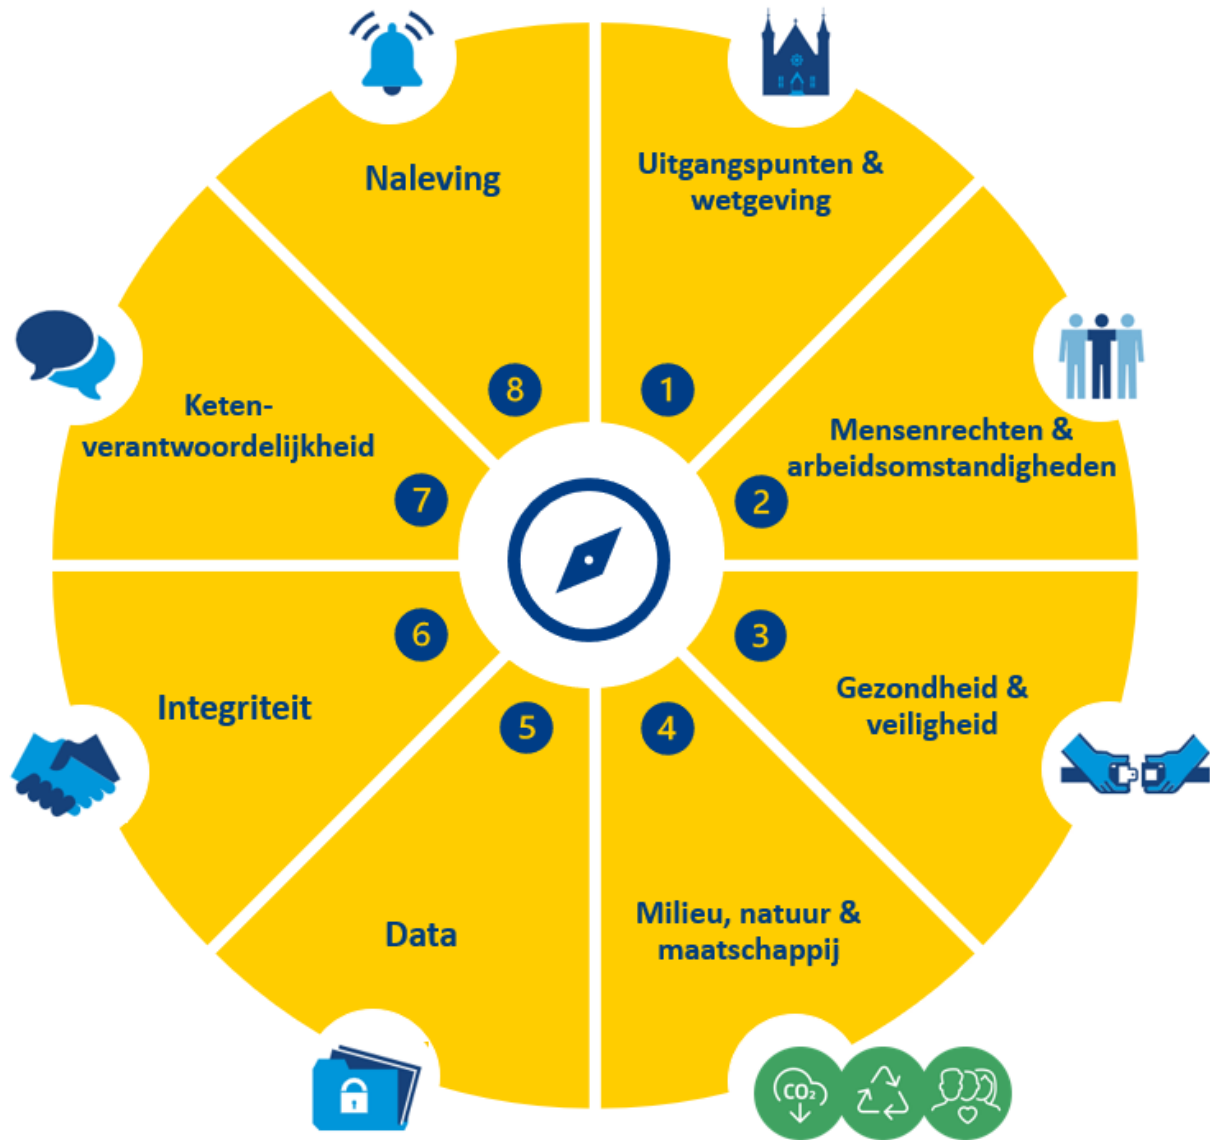 Uitgangspunten &
wetgeving
1
Mensenrechten &
arbeidsomstandigheden
2
3
Gezondheid &
veiligheid
4
Milieu, natuur &
maatschappij
CO₂
5
Data
6
Integriteit
Keten-
verantwoordelijkheid
7
Naleving
8